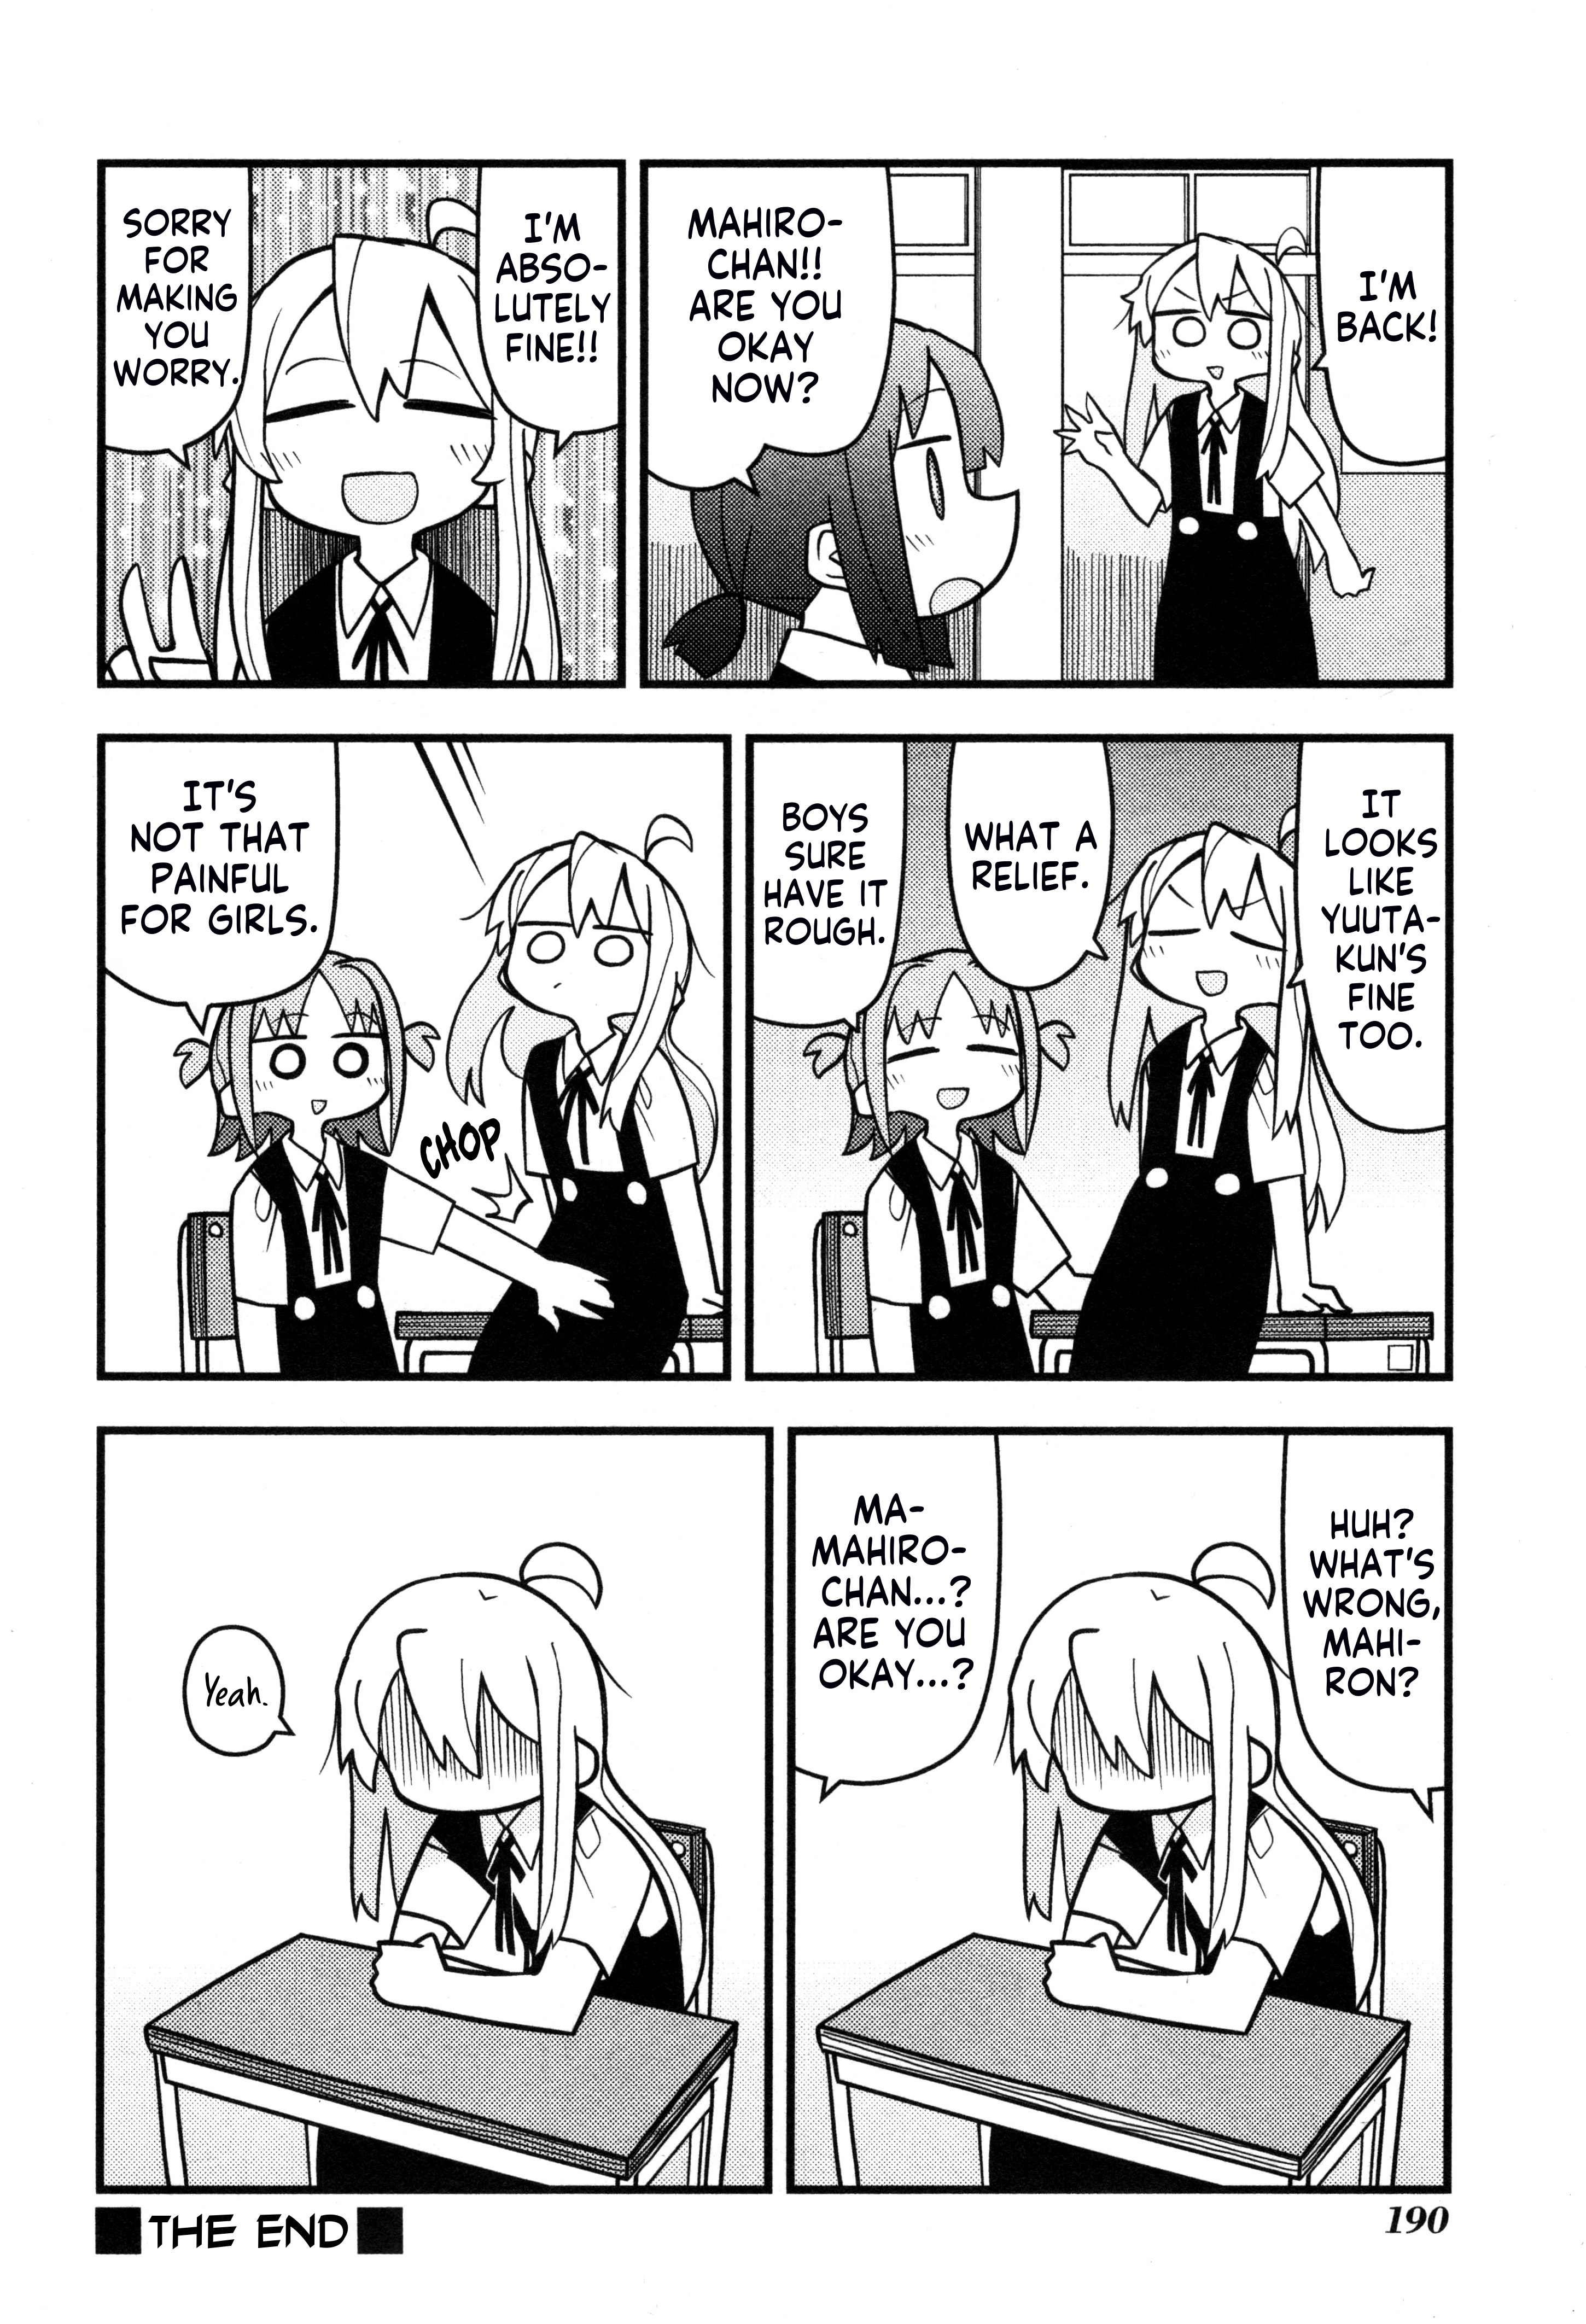 I'M
BACK!
MAHIRO-
CHAN!!
ARE YOU
OKAY
NOW?
I'M
ABSO-
LUTELY
FINE!!
SORRY
FOR
MAKING
YOU
WORRY.
IT
LOOKS
LIKE
YUUTA-
KUN'S
FINE
TOO.
WHAT A
RELIEF.
BOYS
SURE
HAVE IT
ROUGH.
IT'S
NOT THAT
PAINFUL
FOR GIRLS.
CHOP
HUH?
WHAT'S
WRONG,
MAHI-
RON?
MA-
MAHIRO-
CHAN...?
ARE YOU
OKAY...?
Yeah.
THE END
190